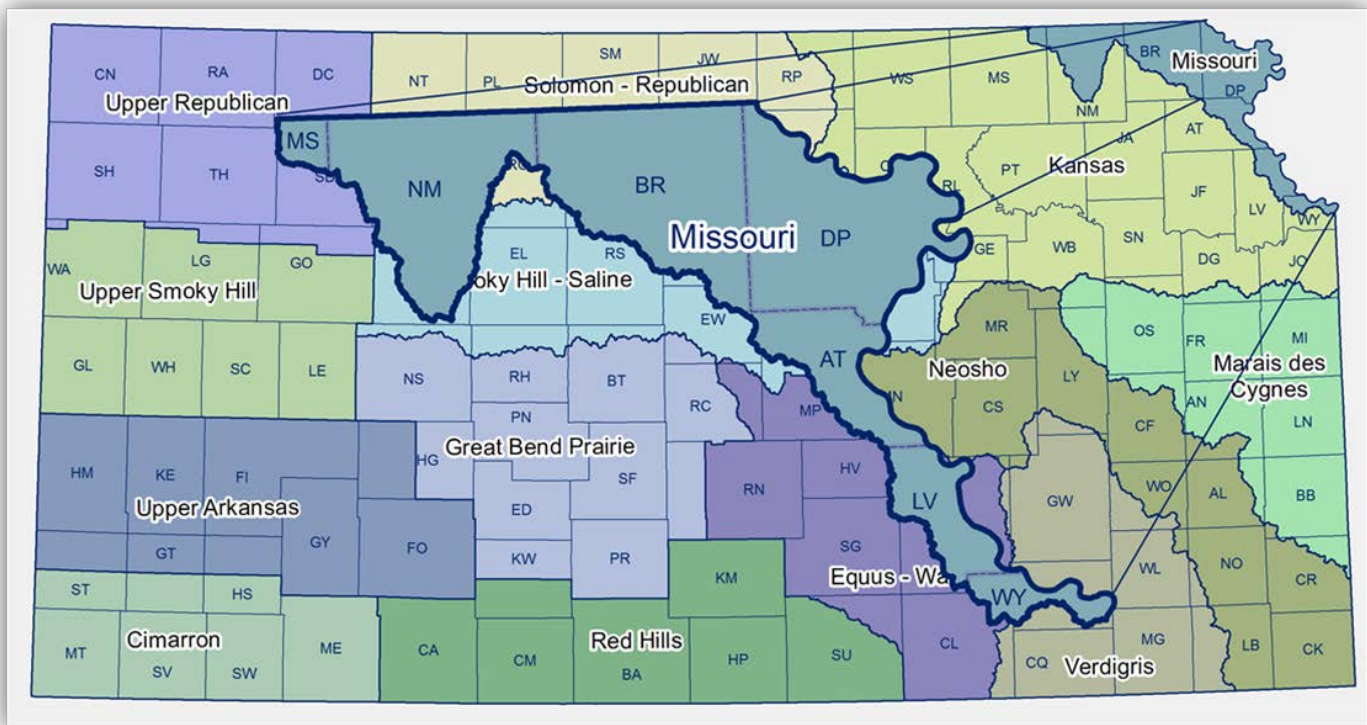 CN
RA
DC
NT
PL
SM
JW
RP
WS
MS
BR
Missouri
Upper Republican
Solomon - Republican
NM
DP
MS
JA
AT
SH
TH
NM
BR
PT
Kansas
RL
JF
LV
WY
Missouri
DP
EL
RS
GE
WB
SN
DG
JO
WA
LG
GO
Upper Smoky Hill
oky Hill - Saline
EW
MR
OS
FR
MI
GL
WH
SC
LE
NS
RH
BT
AT
Neosho
LY
Marais des
Cygnes
RC
MP
CS
AN
LN
PN
CF
HM
KE
FI
HG
Great Bend Prairie
SF
RN
HV
LV
GW
WO
AL
BB
Upper Arkansas
ED
GY
FO
SG
GT
KW
PR
KM
Equus - Wa
WL
NO
CR
ST
HS
WY
Cimarron
MT
SV
SW
ME
CA
CM
Red Hills
BA
HP
SU
CL
CQ
MG
Verdigris
LB
CK